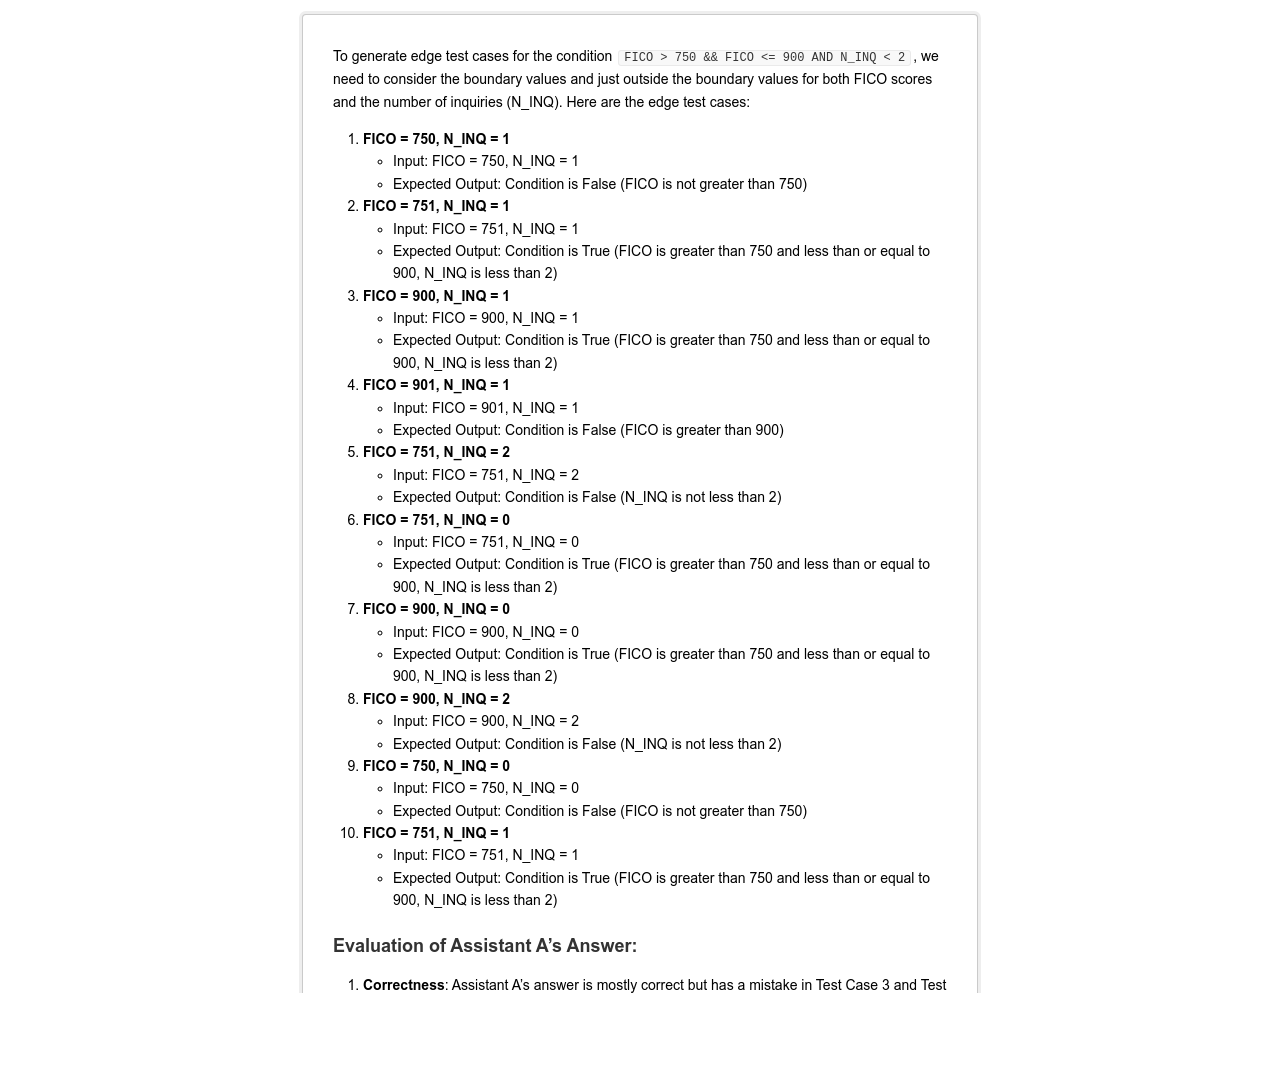 To generate edge test cases for the condition FICO > 750 && FICO <= 900 AND N_INQ < 2 , we
need to consider the boundary values and just outside the boundary values for both FICO scores
and the number of inquiries (N_INQ). Here are the edge test cases:
1. FICO = 750, N_INQ = 1
◦ Input: FICO = 750, N_INQ = 1
◦ Expected Output: Condition is False (FICO is not greater than 750)
2. FICO = 751, N_INQ = 1
◦ Input: FICO = 751, N_INQ = 1
◦ Expected Output: Condition is True (FICO is greater than 750 and less than or equal to
900, N_INQ is less than 2)
3. FICO = 900, N_INQ = 1
◦ Input: FICO = 900, N_INQ = 1
◦ Expected Output: Condition is True (FICO is greater than 750 and less than or equal to
900, N_INQ is less than 2)
4. FICO = 901, N_INQ = 1
◦ Input: FICO = 901, N_INQ = 1
◦ Expected Output: Condition is False (FICO is greater than 900)
5. FICO = 751, N_INQ = 2
◦ Input: FICO = 751, N_INQ = 2
◦ Expected Output: Condition is False (N_INQ is not less than 2)
6. FICO = 751, N_INQ = 0
◦ Input: FICO = 751, N_INQ = 0
◦ Expected Output: Condition is True (FICO is greater than 750 and less than or equal to
900, N_INQ is less than 2)
7. FICO = 900, N_INQ = 0
◦ Input: FICO = 900, N_INQ = 0
◦ Expected Output: Condition is True (FICO is greater than 750 and less than or equal to
900, N_INQ is less than 2)
8. FICO = 900, N_INQ = 2
◦ Input: FICO = 900, N_INQ = 2
◦ Expected Output: Condition is False (N_INQ is not less than 2)
9. FICO = 750, N_INQ = 0
◦ Input: FICO = 750, N_INQ = 0
◦ Expected Output: Condition is False (FICO is not greater than 750)
10. FICO = 751, N_INQ = 1
◦ Input: FICO = 751, N_INQ = 1
◦ Expected Output: Condition is True (FICO is greater than 750 and less than or equal to
900, N_INQ is less than 2)
Evaluation of Assistant A’s Answer:
1. Correctness: Assistant A’s answer is mostly correct but has a mistake in Test Case 3 and Test